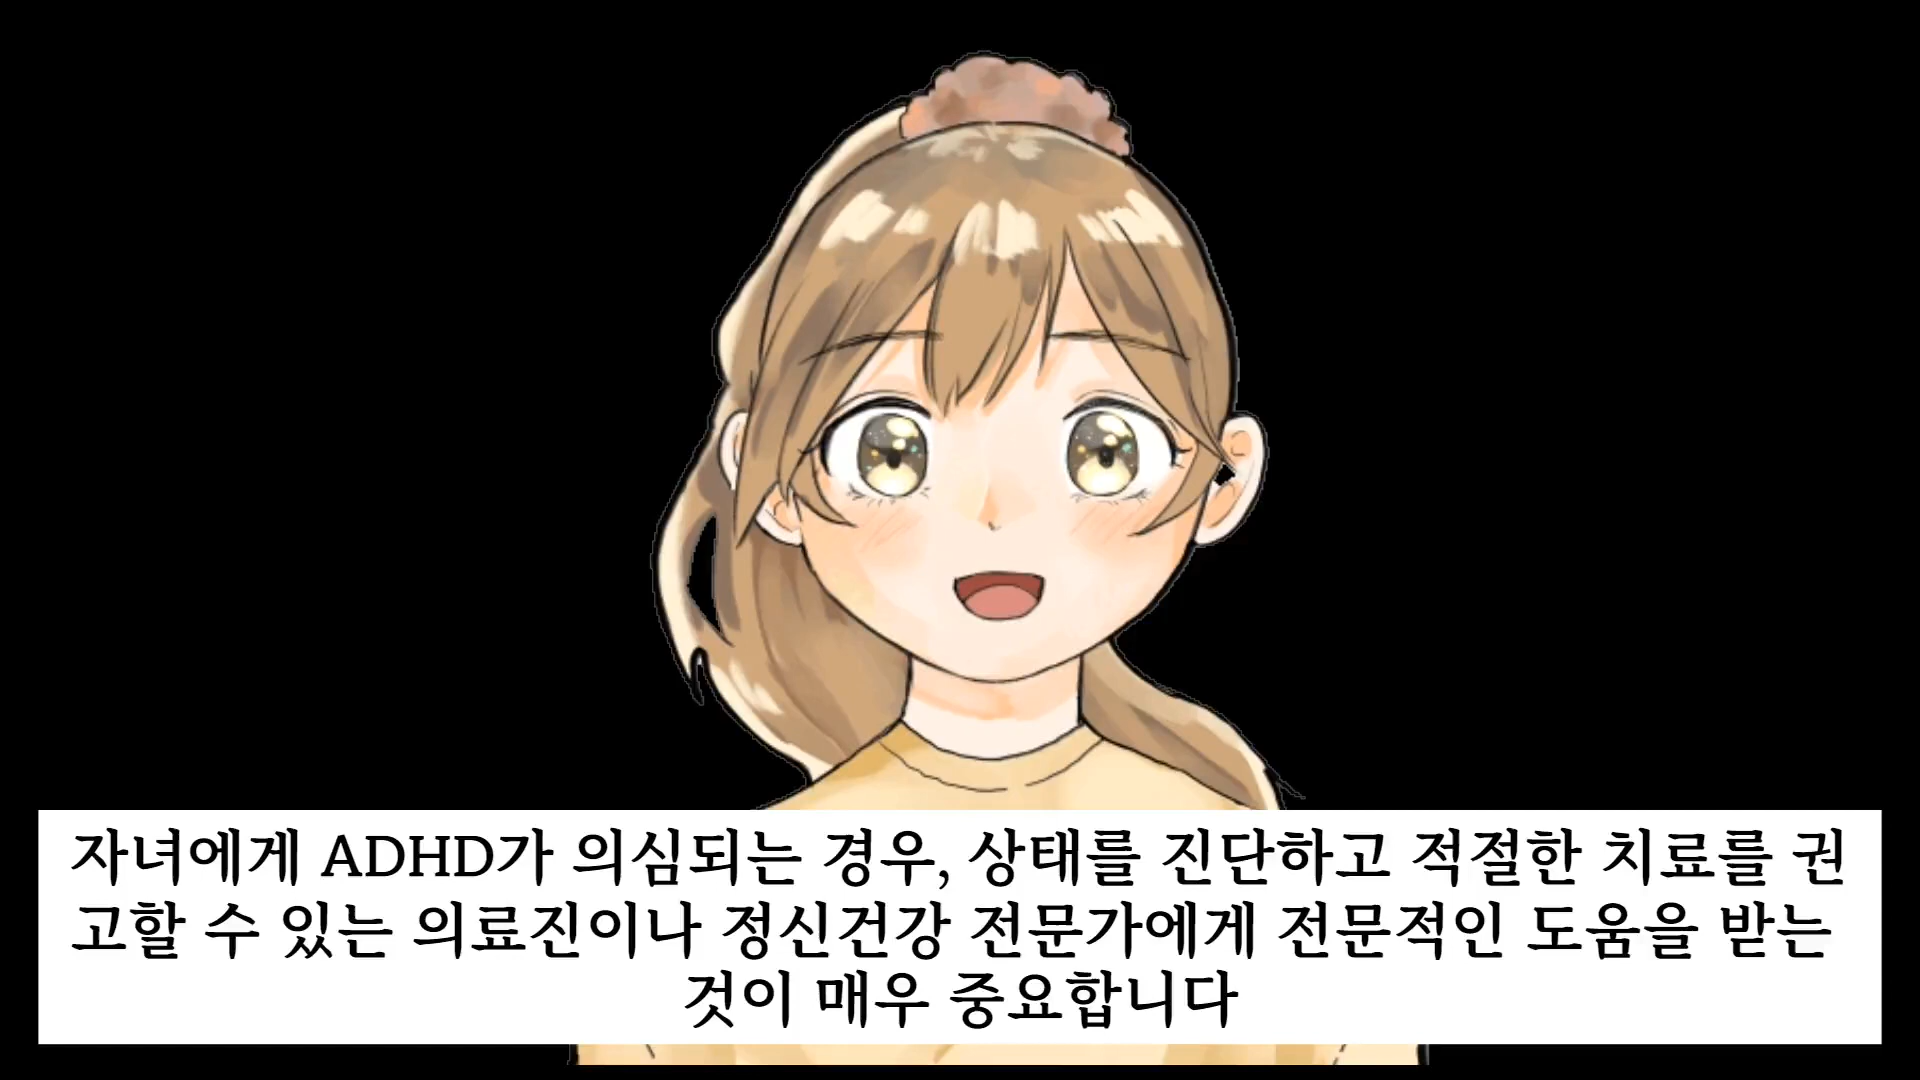 자녀에게 ADHD가 의심되는 경우, 상태를 진단하고 적절한 치료를 권
고할 수 있는 의료진이나 정신건강 전문가에게 전문적인 도움을 받는
것이 매우 중요합니다